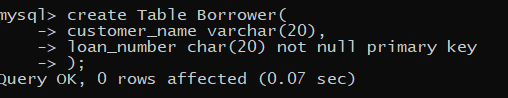 mysql> create Table Borrower(
-> customer_name varchar(20),
-> loan_number char(20) not null primary key
-> );
Query OK, 0 rows affected (0.07 sec)